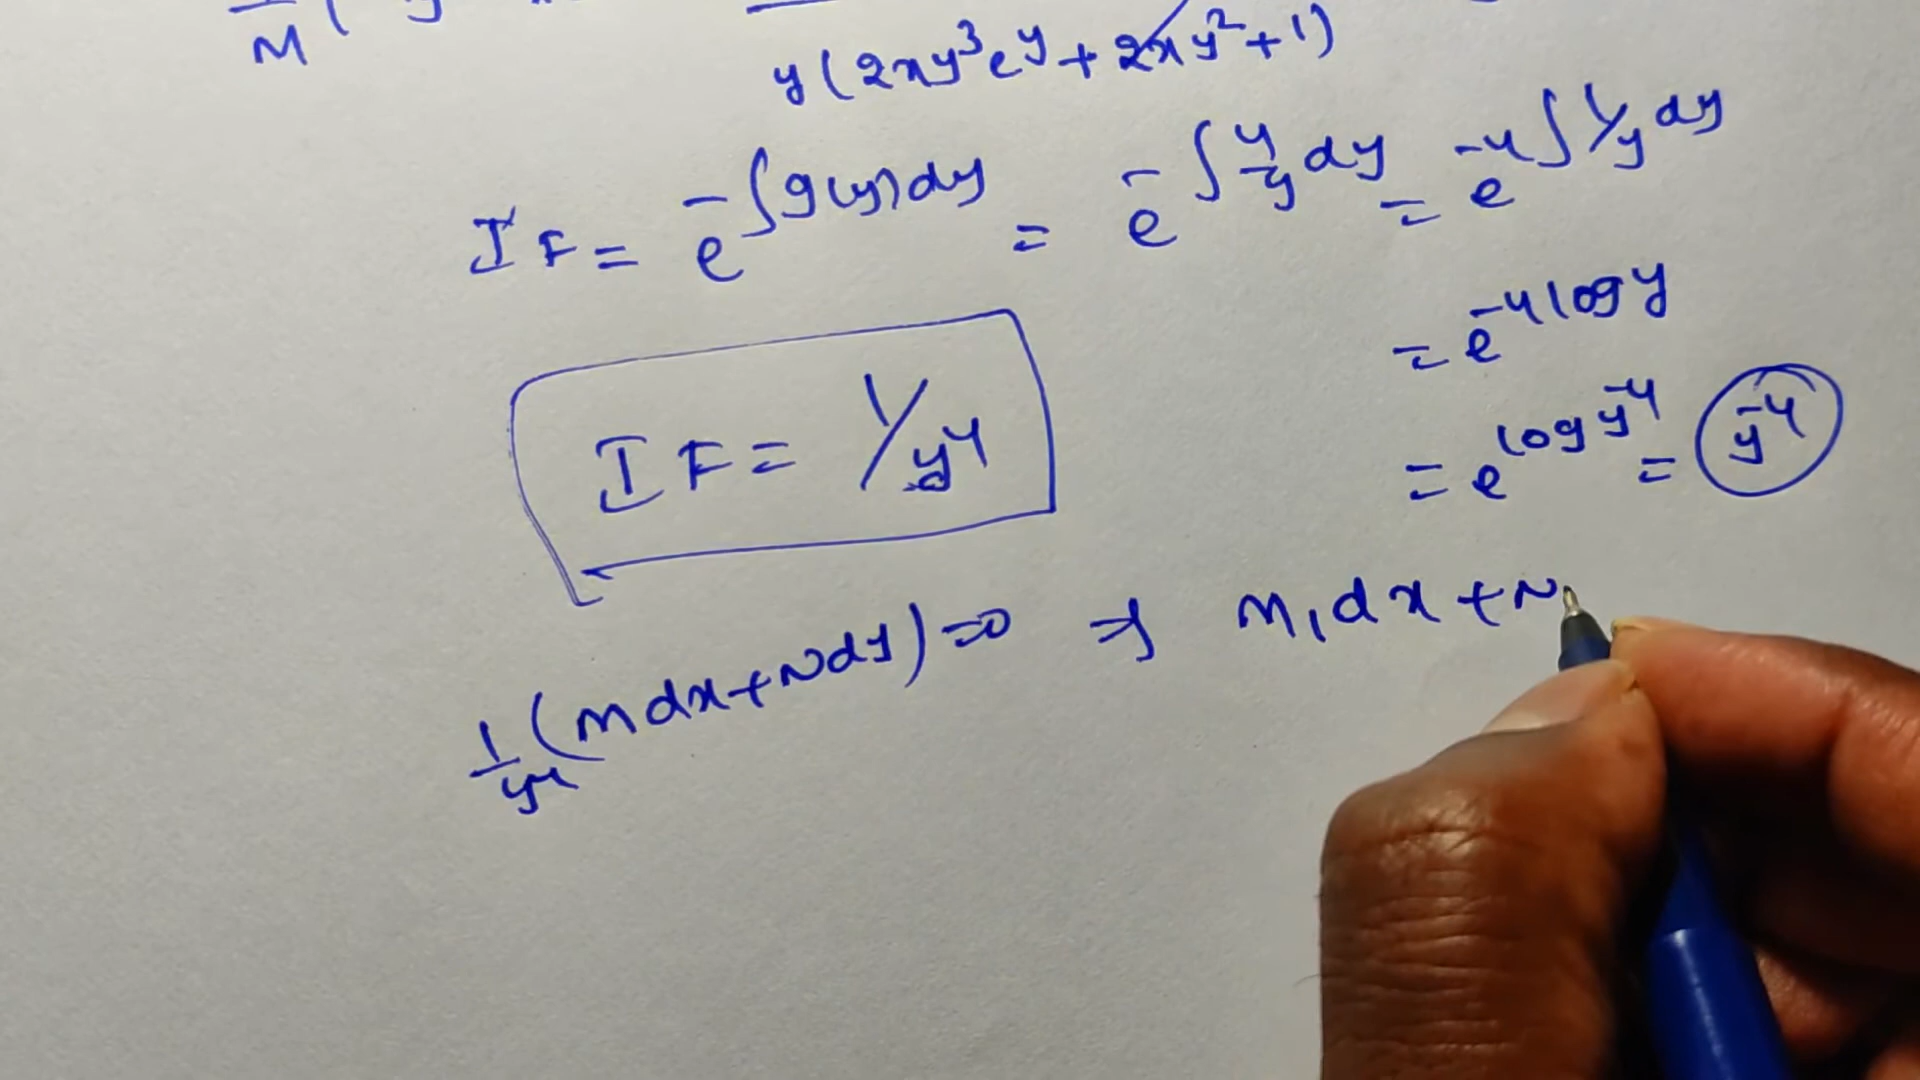 M
y(2xy³e^y + 2xy² + 1)
IF = e^{-∫g(y)dy} = e^{-∫4/y dy} = e^{-4∫1/y dy}
= e^{-4 log y}
IF = 1/y⁴
= e^{log y^{-4}} = y^{-4}
1/y⁴ (Mdx + Ndy) = 0 ⇒ M₁dx + N